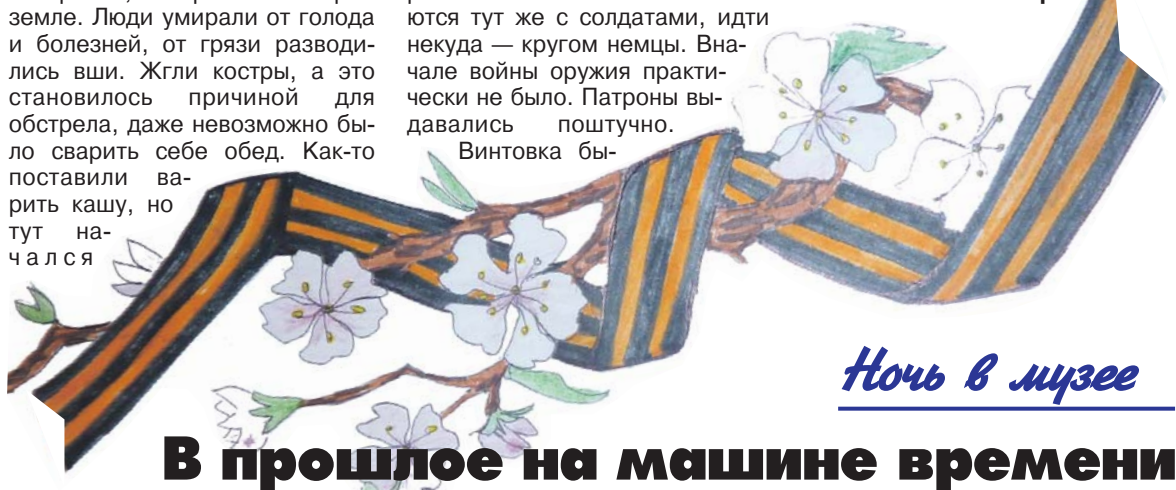 земле. Люди умирали от голода
и болезней, от грязи разводи-
лись вши. Жгли костры, а это
становилось причиной для
обстрела, даже невозможно бы-
ло сварить себе обед. Как-то
поставили ва-
рить кашу, но
тут на-
чался
ются тут же с солдатами, идти
некуда — кругом немцы. Вна-
чале войны оружия практи-
чески не было. Патроны вы-
давались поштучно.
Винтовка бы-
Ночь в музее
В прошлое на машине времени